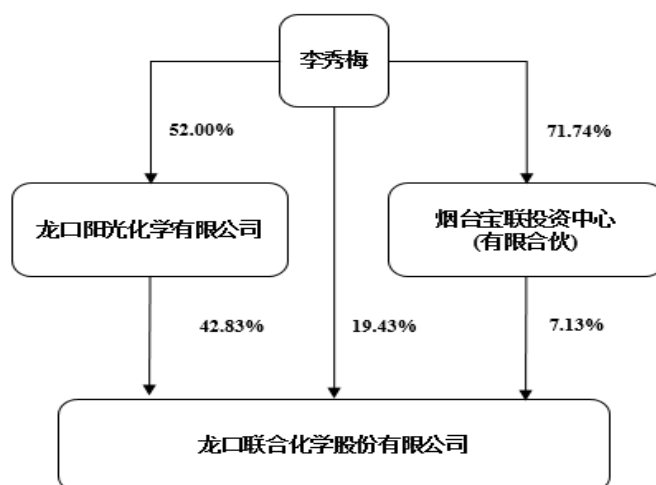 李秀梅
52.00%
71.74%
龙口阳光化学有限公司
烟台宝联投资中心
(有限合伙)
42.83%
19.43%
7.13%
龙口联合化学股份有限公司